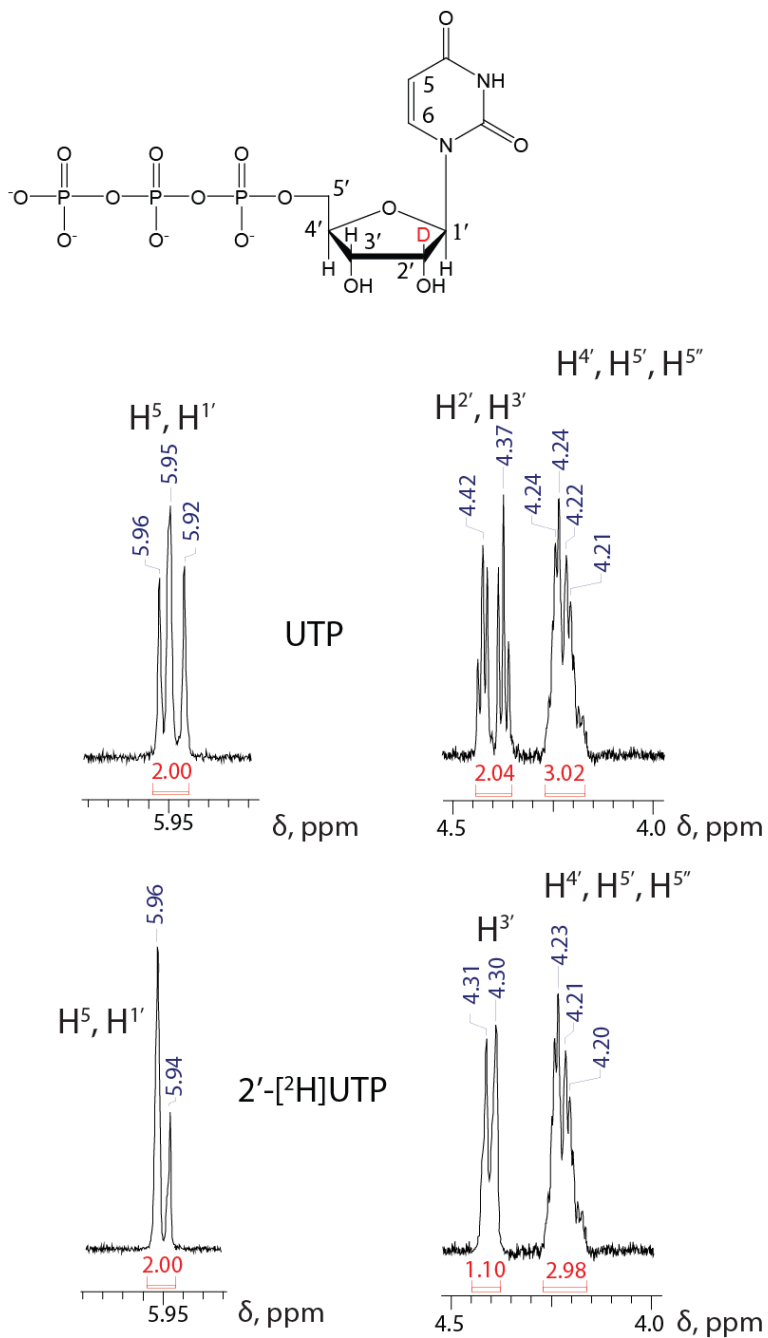 O
5
NH
6
N
O
O
O
O
⁻O
P
O
P
O
P
O
5′
O⁻
O⁻
O⁻
4′
O
H
3′
D
1′
H
2′
H
OH
OH
H⁴′, H⁵′, H⁵″
H⁵, H¹′
H²′, H³′
5.96
5.95
5.92
4.42
4.37
4.24
4.24
4.22
4.21
UTP
2.00
2.04
3.02
5.95
δ, ppm
4.5
4.0
δ, ppm
H⁴′, H⁵′, H⁵″
5.96
H³′
4.31
4.30
4.23
4.21
4.20
H⁵, H¹′
5.94
2′-[²H]UTP
2.00
1.10
2.98
5.95
δ, ppm
4.5
4.0
δ, ppm